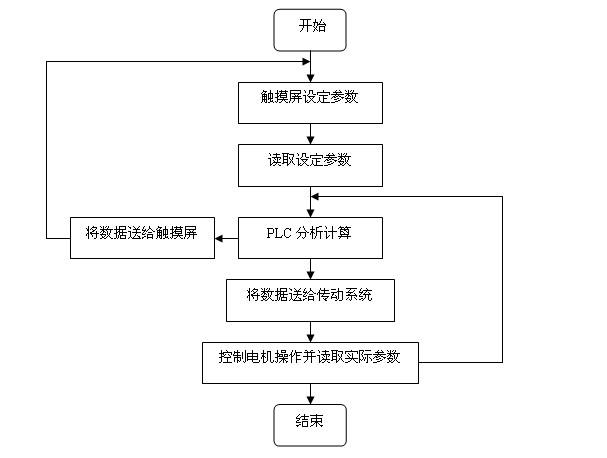 开始
触摸屏设定参数
读取设定参数
将数据送给触摸屏
PLC 分析计算
将数据送给传动系统
控制电机操作并读取实际参数
结束